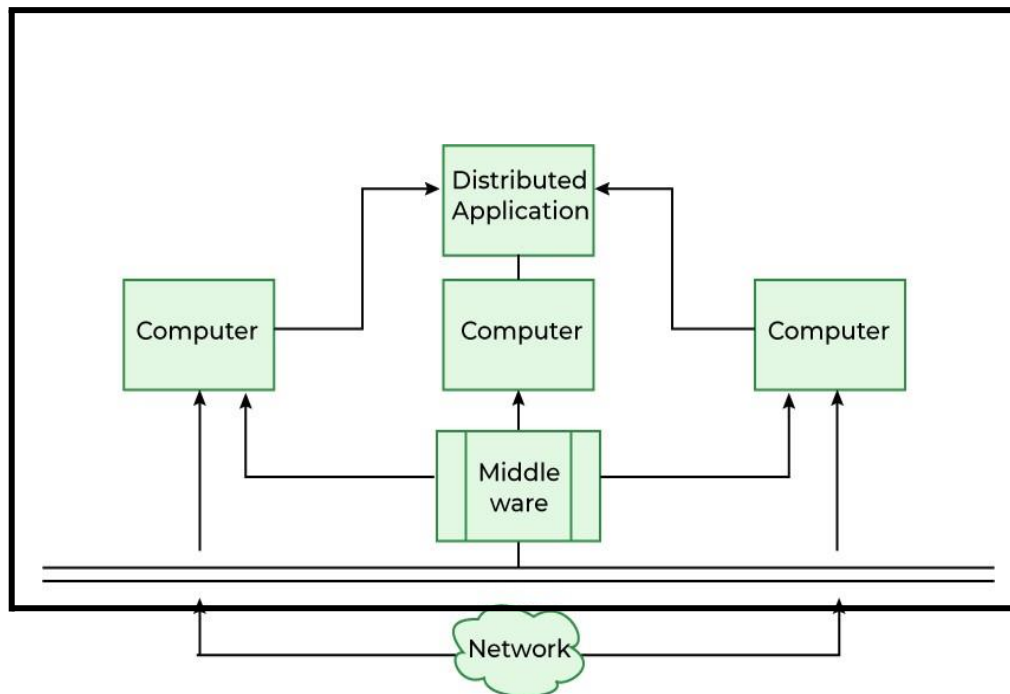 Distributed
Application
Computer
Computer
Computer
Middle
ware
Network